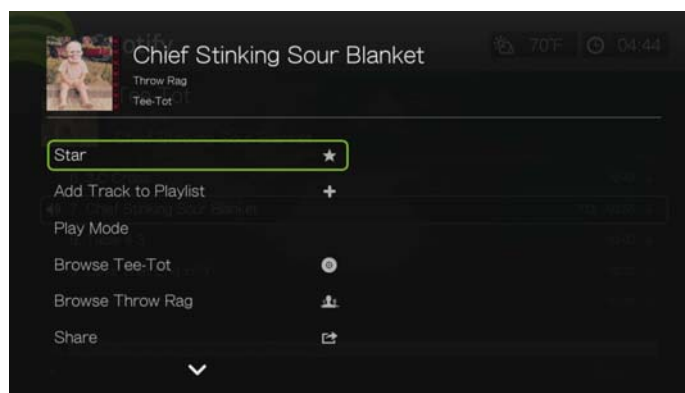 Chief Stinking Sour Blanket
70°F
04:44
Throw Rag
Tee-Tot
Star
Add Track to Playlist
Play Mode
Browse Tee-Tot
Browse Throw Rag
Share